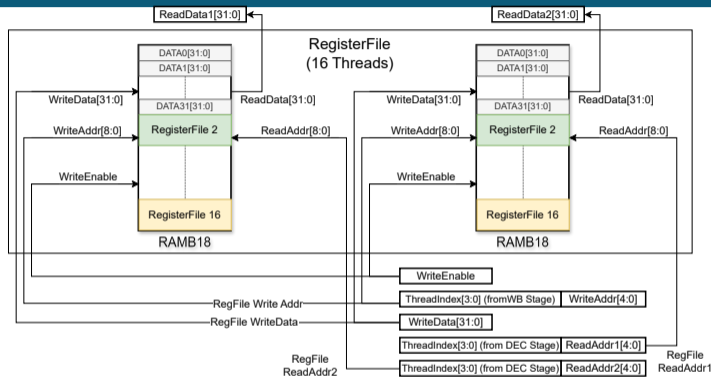 ReadData1[31:0]
ReadData2[31:0]
RegisterFile
(16 Threads)
DATA0[31:0]
DATA1[31:0]
WriteData[31:0]
ReadData[31:0]
DATA31[31:0]
WriteAddr[8:0]
RegisterFile 2
ReadAddr[8:0]
WriteEnable
RegisterFile 16
RAMB18
DATA0[31:0]
DATA1[31:0]
WriteData[31:0]
ReadData[31:0]
DATA31[31:0]
WriteAddr[8:0]
RegisterFile 2
ReadAddr[8:0]
WriteEnable
RegisterFile 16
RAMB18
WriteEnable
RegFile Write Addr
ThreadIndex[3:0] (fromWB Stage) WriteAddr[4:0]
RegFile WriteData
WriteData[31:0]
ThreadIndex[3:0] (from DEC Stage) ReadAddr1[4:0]
RegFile
ReadAddr1
RegFile
ReadAddr2
ThreadIndex[3:0] (from DEC Stage) ReadAddr2[4:0]